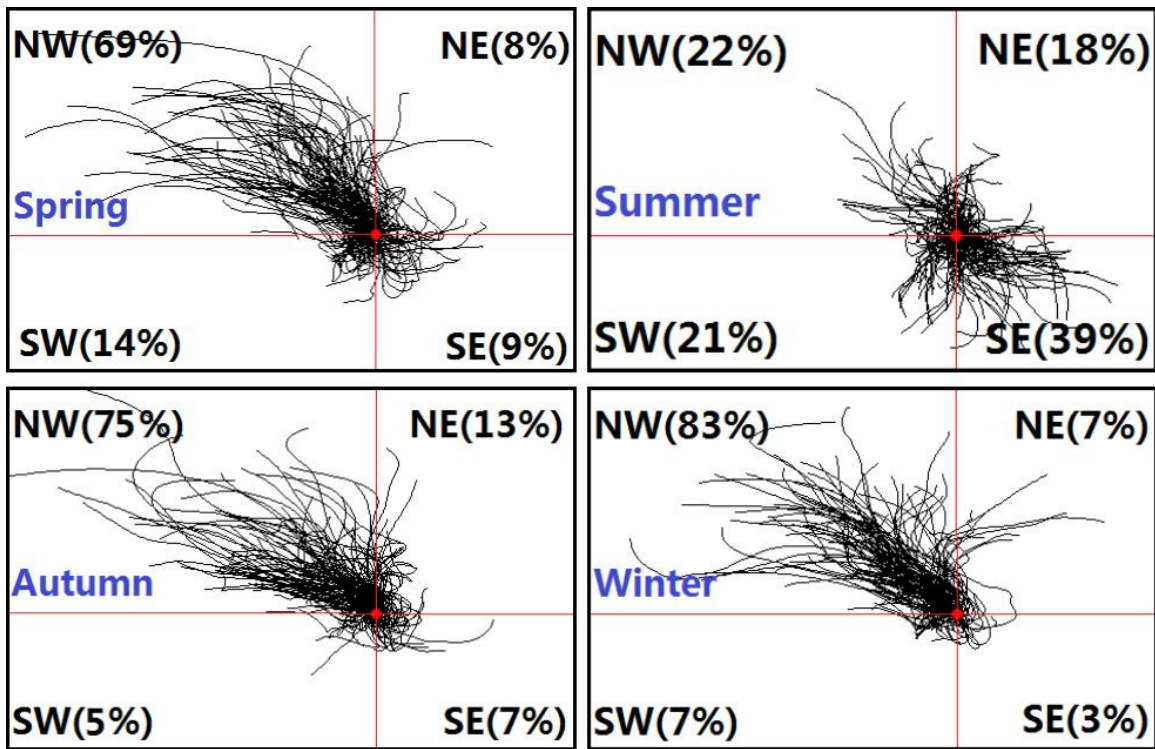 NW(69%) NE(8%)
Spring
SW(14%) SE(9%)
NW(22%) NE(18%)
Summer
SW(21%) SE(39%)
NW(75%) NE(13%)
Autumn
SW(5%) SE(7%)
NW(83%) NE(7%)
Winter
SW(7%) SE(3%)